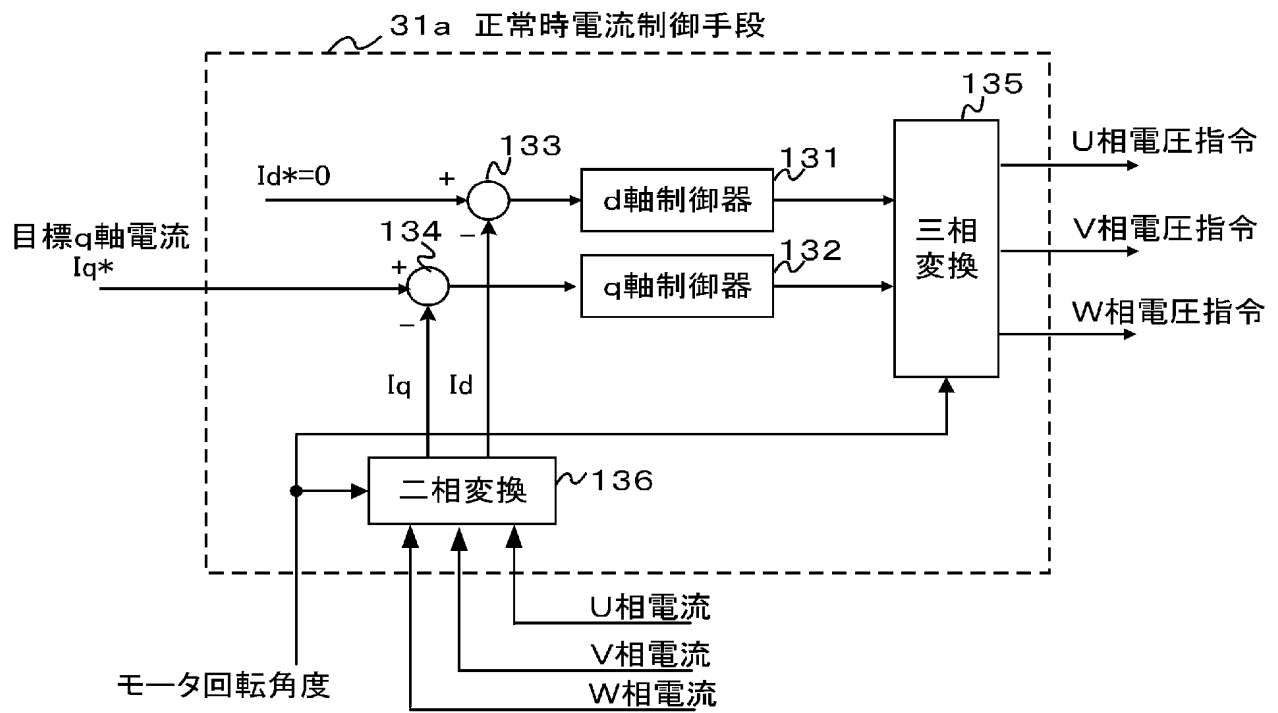 31a 正常時電流制御手段
135
U相電圧指令
133
131
Id*=0
+
d軸制御器
−
目標q軸電流
Iq*
134
132
V相電圧指令
三相
変換
+
q軸制御器
−
W相電圧指令
Iq
Id
二相変換
136
U相電流
V相電流
W相電流
モータ回転角度